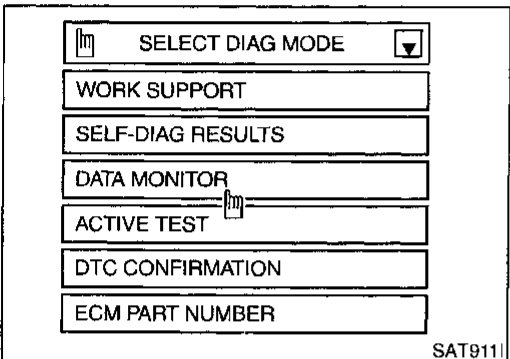 SELECT DIAG MODE
WORK SUPPORT
SELF-DIAG RESULTS
DATA MONITOR
ACTIVE TEST
DTC CONFIRMATION
ECM PART NUMBER
SAT911I